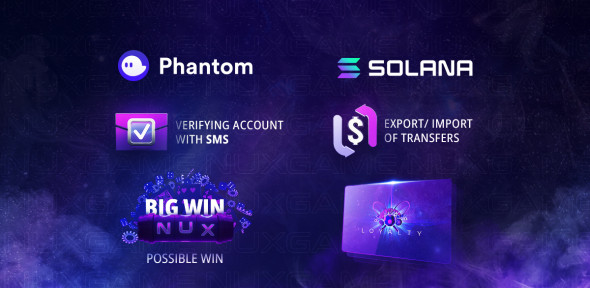 Phantom
SOLANA
VERIFYING ACCOUNT
WITH SMS
EXPORT/ IMPORT
OF TRANSFERS
BIG WIN
NUX
POSSIBLE WIN
LOYALTY